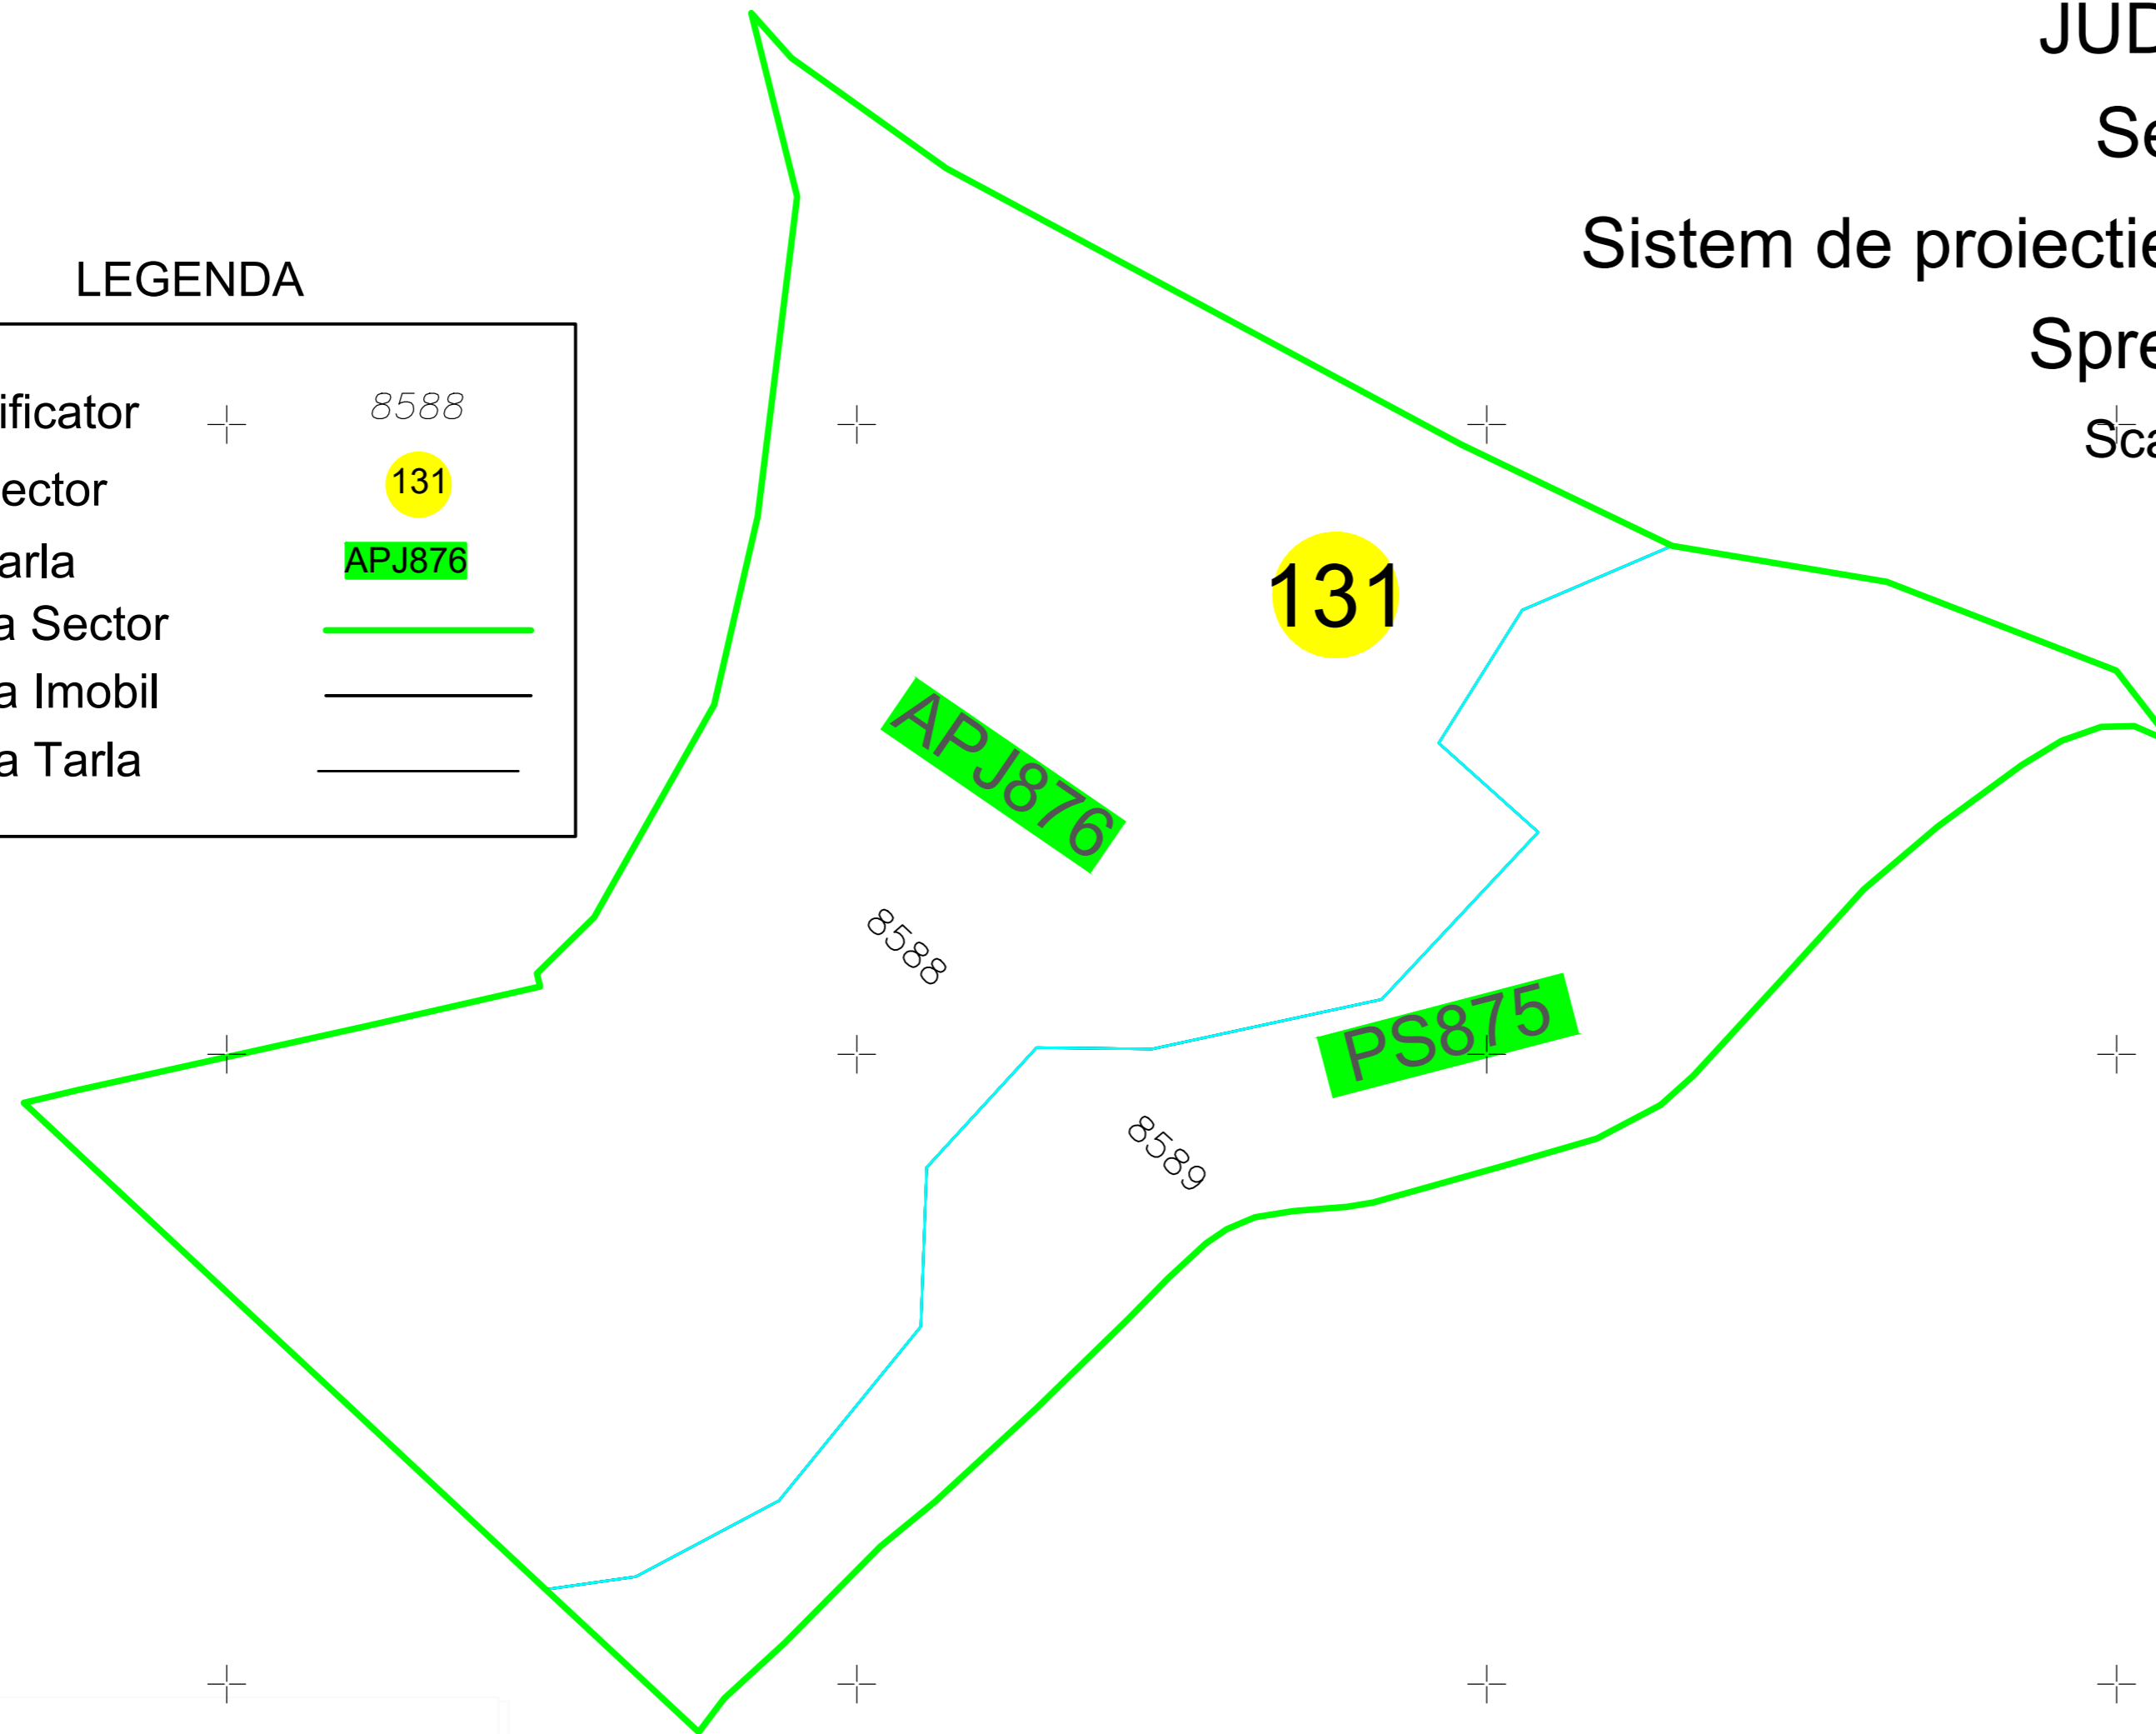 LEGENDA
ificator 8588
ector 131
arla APJ876
a Sector
a Imobil
a Tarla
JUD
Se
Sistem de proiectie
Spre
Sca
131
APJ876
8588
PS875
8589